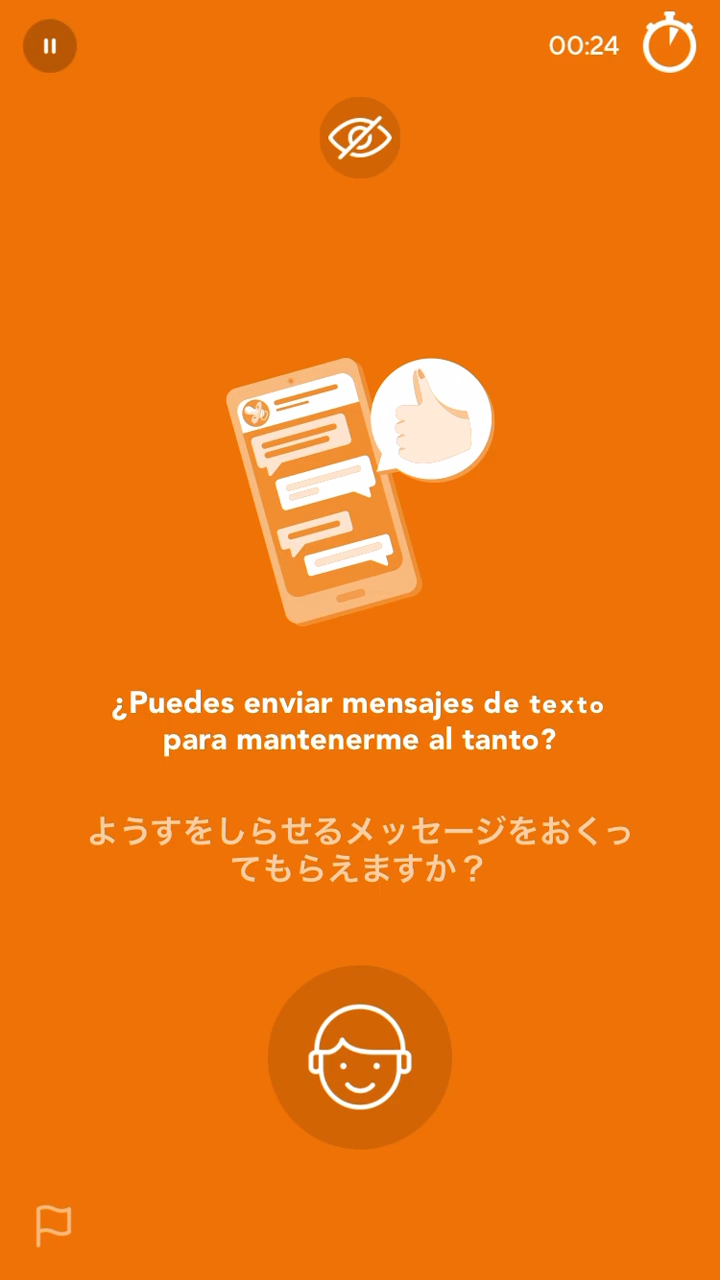 00:24
¿Puedes enviar mensajes de texto
para mantenerme al tanto?
ようすをしらせるメッセージをおくっ
てもらえますか？